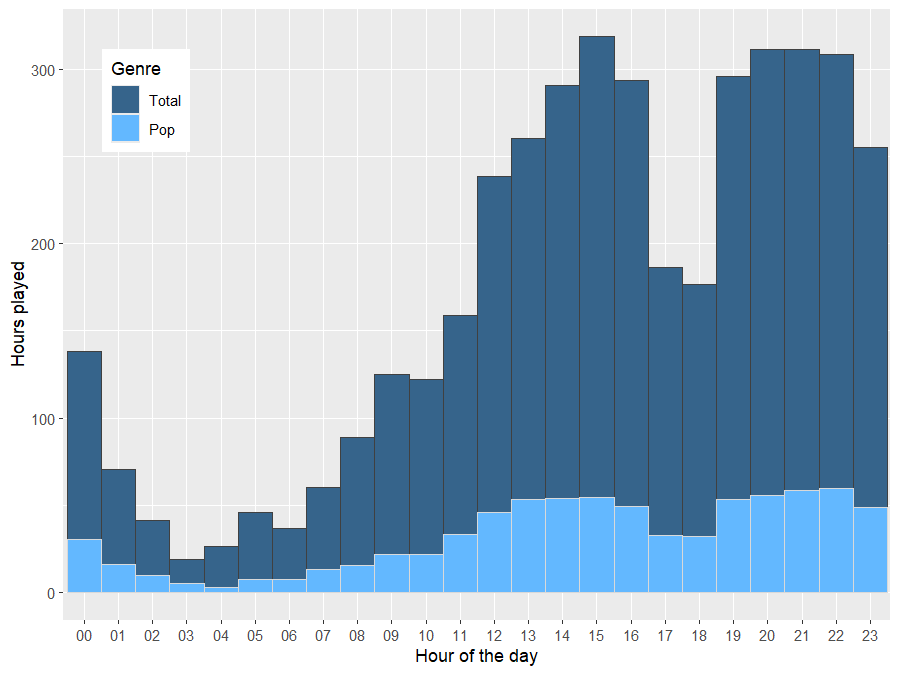 Genre
Total
Pop
300
200
100
0
Hours played
00 01 02 03 04 05 06 07 08 09 10 11 12 13 14 15 16 17 18 19 20 21 22 23
Hour of the day